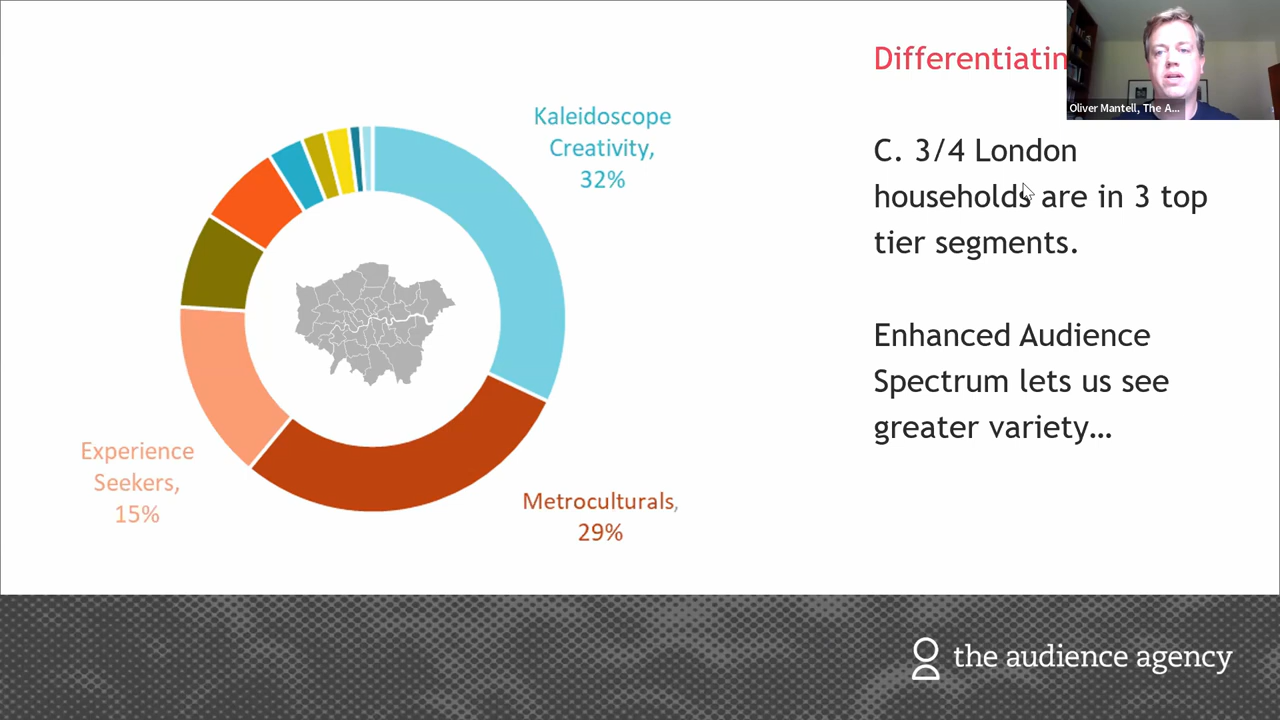 Differentiatin
Oliver Mantell, The A...
C. 3/4 London
households are in 3 top
tier segments.
Enhanced Audience
Spectrum lets us see
greater variety…
Kaleidoscope
Creativity,
32%
Experience
Seekers,
15%
Metroculturals,
29%
the audience agency